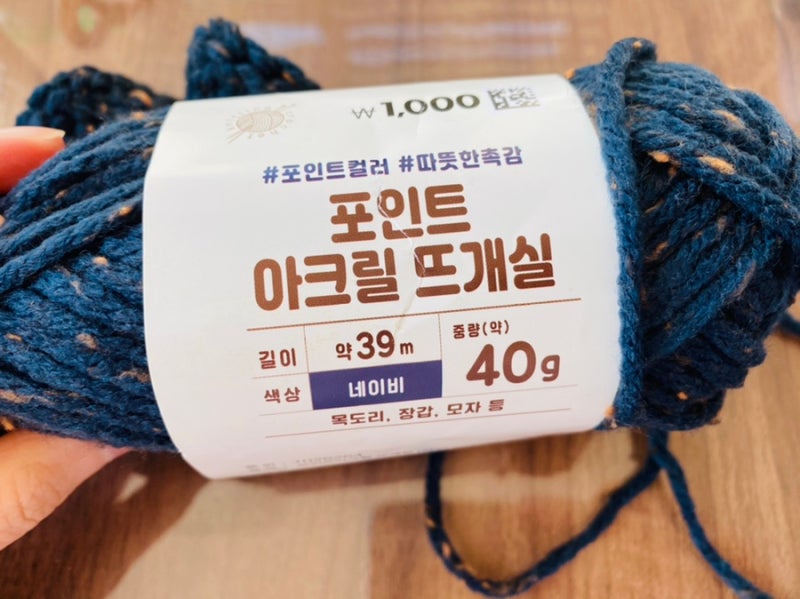 ₩1,000
#포인트컬러 #따뜻한촉감
포인트
아크릴 뜨개실
길이 약 39m
중량(약) 40g
색상 네이비
목도리, 장갑, 모자 등